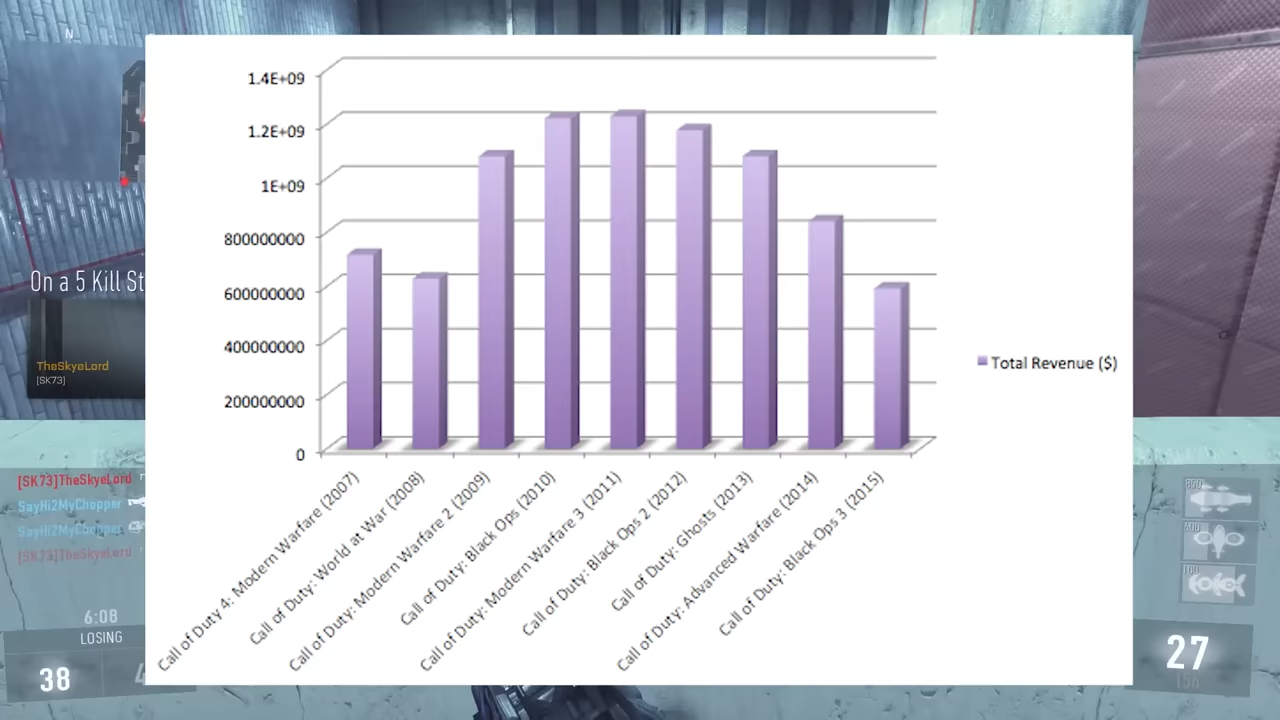 N
1.4E+09
1.2E+09
1E+09
800000000
600000000
400000000
200000000
0
Call of Duty 4: Modern Warfare (2007)
Call of Duty: World at War (2008)
Call of Duty: Modern Warfare 2 (2009)
Call of Duty: Black Ops (2010)
Call of Duty: Modern Warfare 3 (2011)
Call of Duty: Black Ops 2 (2012)
Call of Duty: Ghosts (2013)
Call of Duty: Advanced Warfare (2014)
Call of Duty: Black Ops 3 (2015)
Total Revenue ($)
On a 5 Kill St
TheSkyeLord
[SK73]
[SK73]TheSkyeLord
SayHi2MyChopper
SayHi2MyChopper
[SK73]TheSkyeLord
6:08
LOSING
38
27